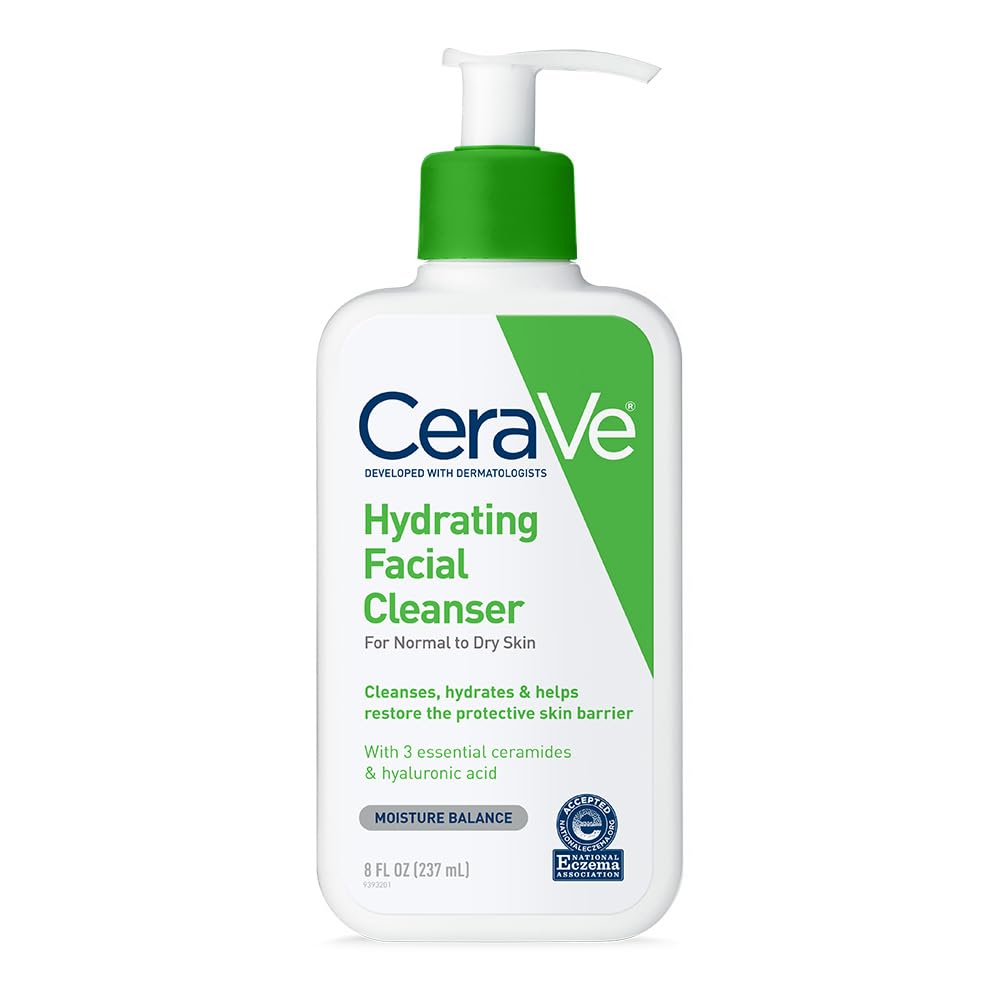 CeraVe®
DEVELOPED WITH DERMATOLOGISTS
Hydrating
Facial
Cleanser
For Normal to Dry Skin
Cleanses, hydrates & helps
restore the protective skin barrier
With 3 essential ceramides
& hyaluronic acid
MOISTURE BALANCE
8 FL OZ (237 mL)
9393201
ACCEPTED
NATIONALECZEMA.ORG
e
NATIONAL
Eczema
ASSOCIATION